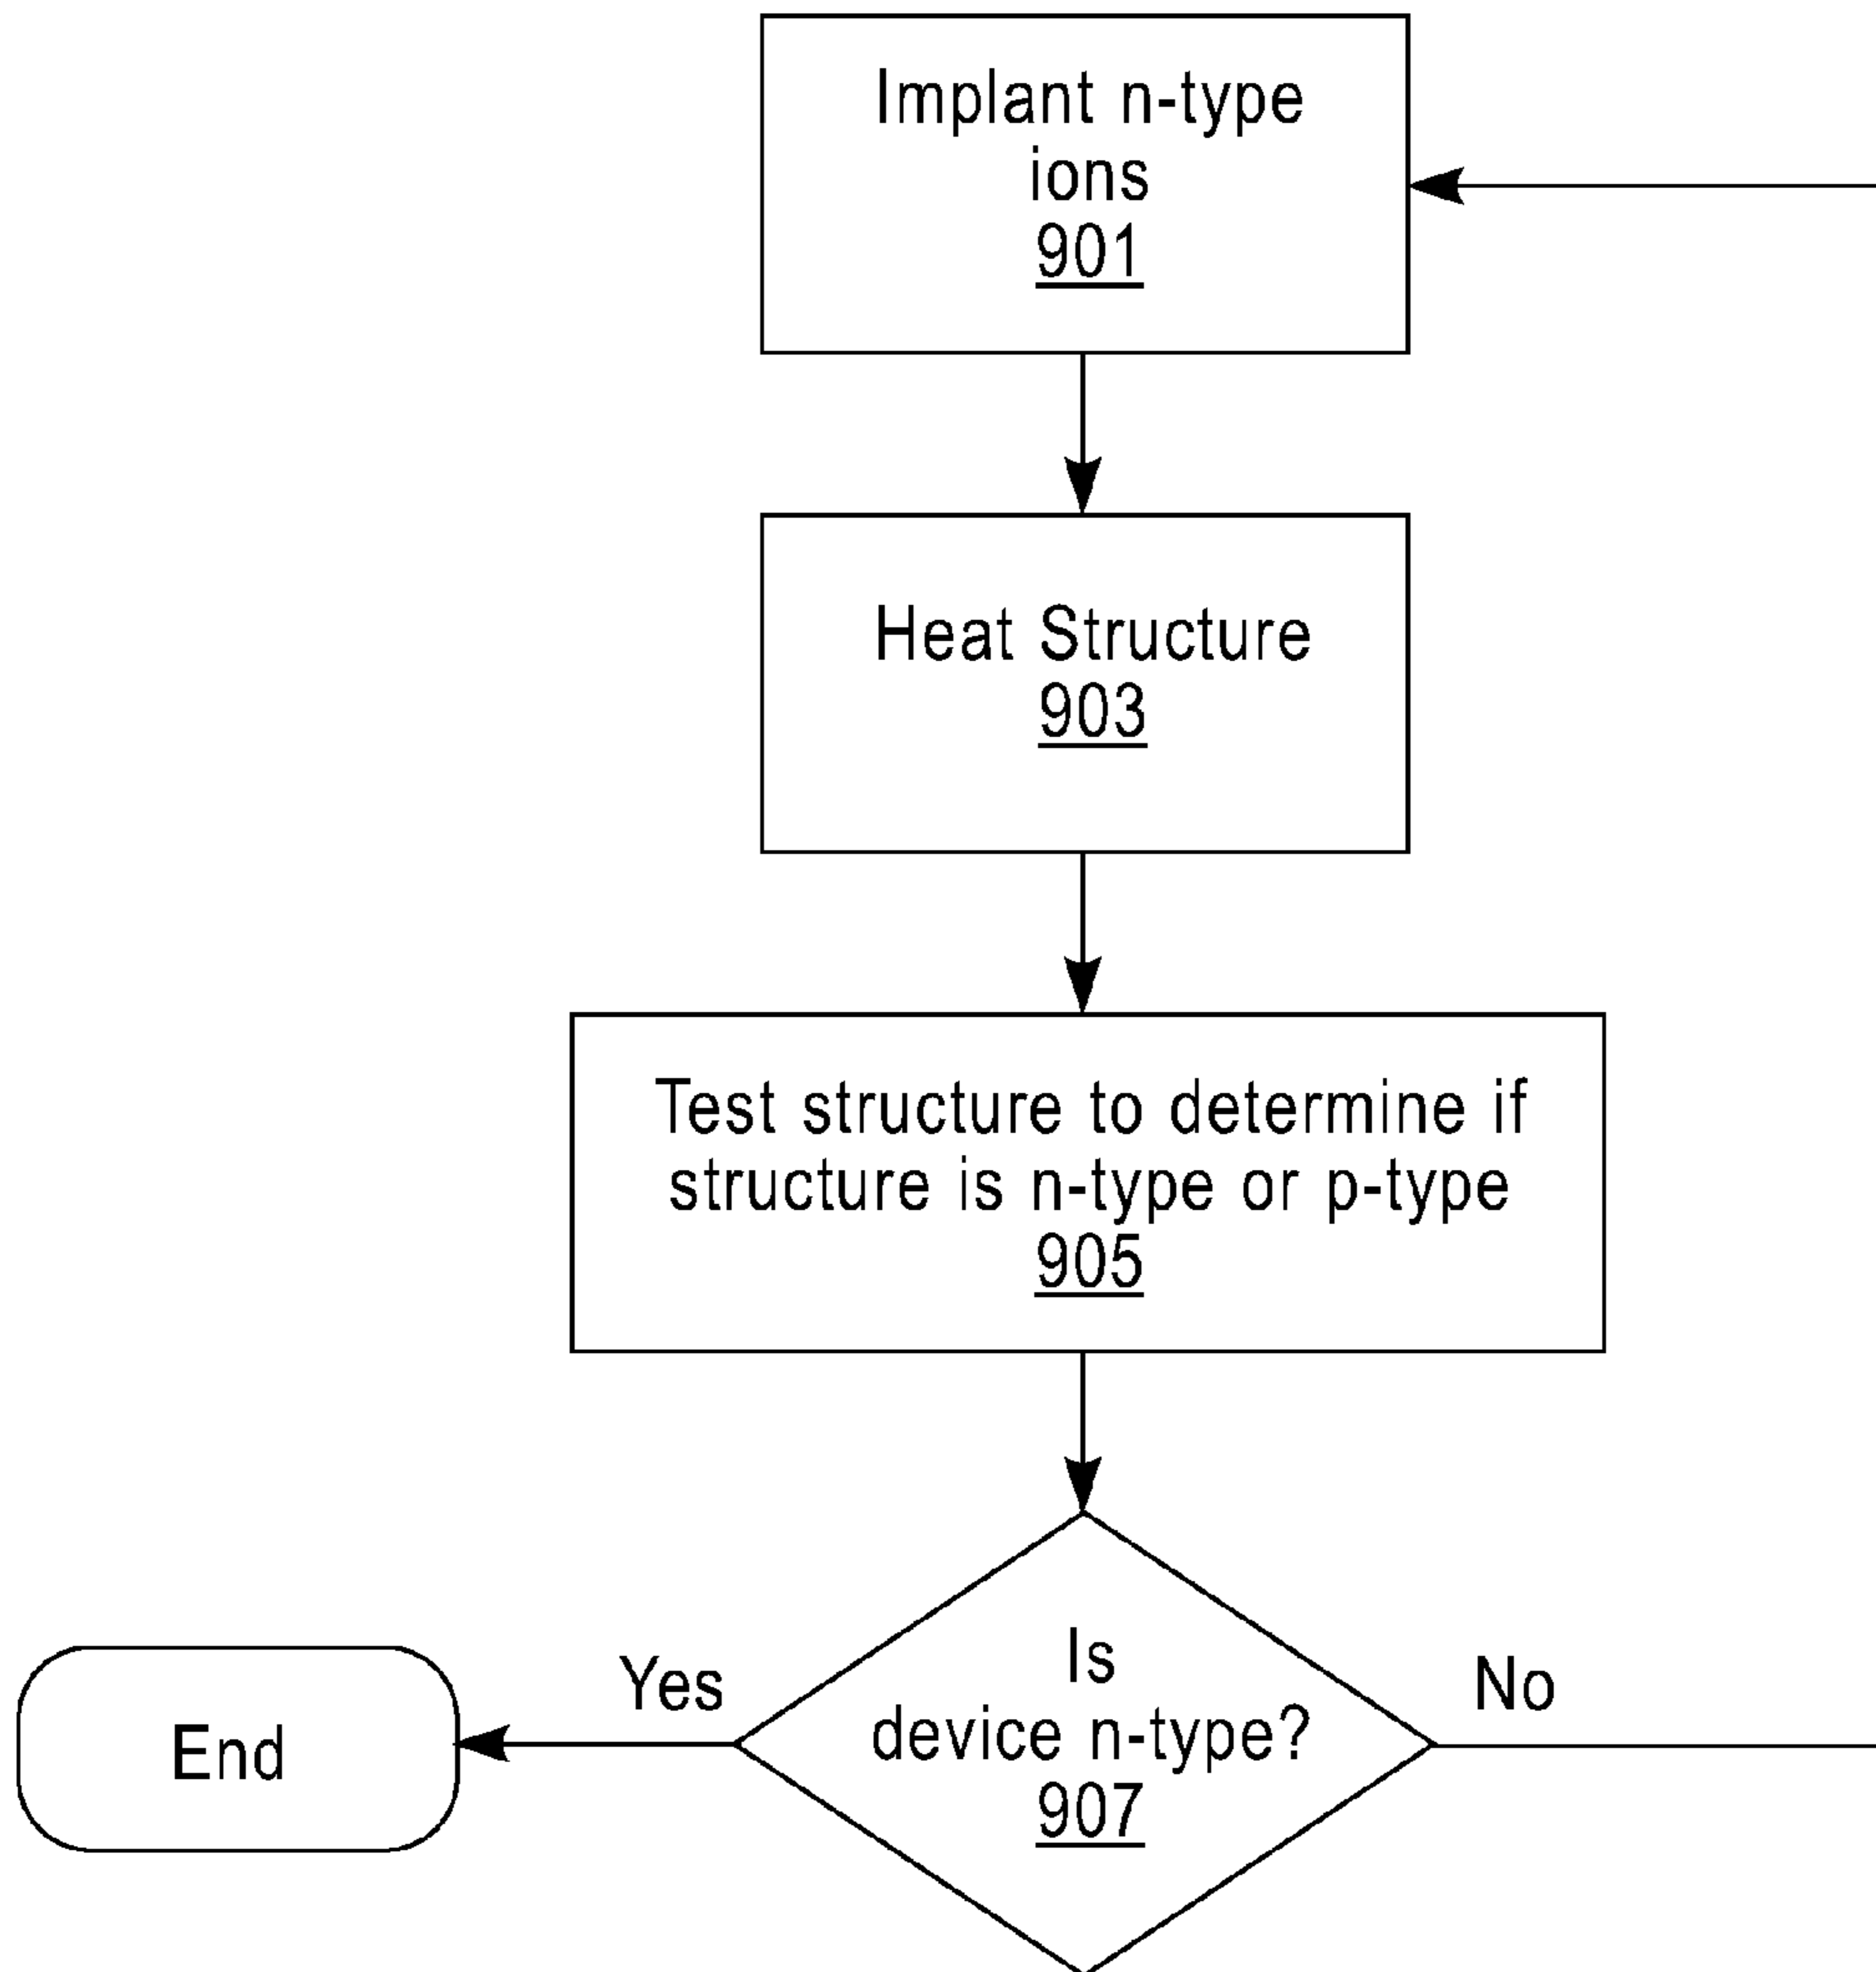 Implant n-type
ions
901
Heat Structure
903
Test structure to determine if
structure is n-type or p-type
905
Is
device n-type?
907
Yes
No
End